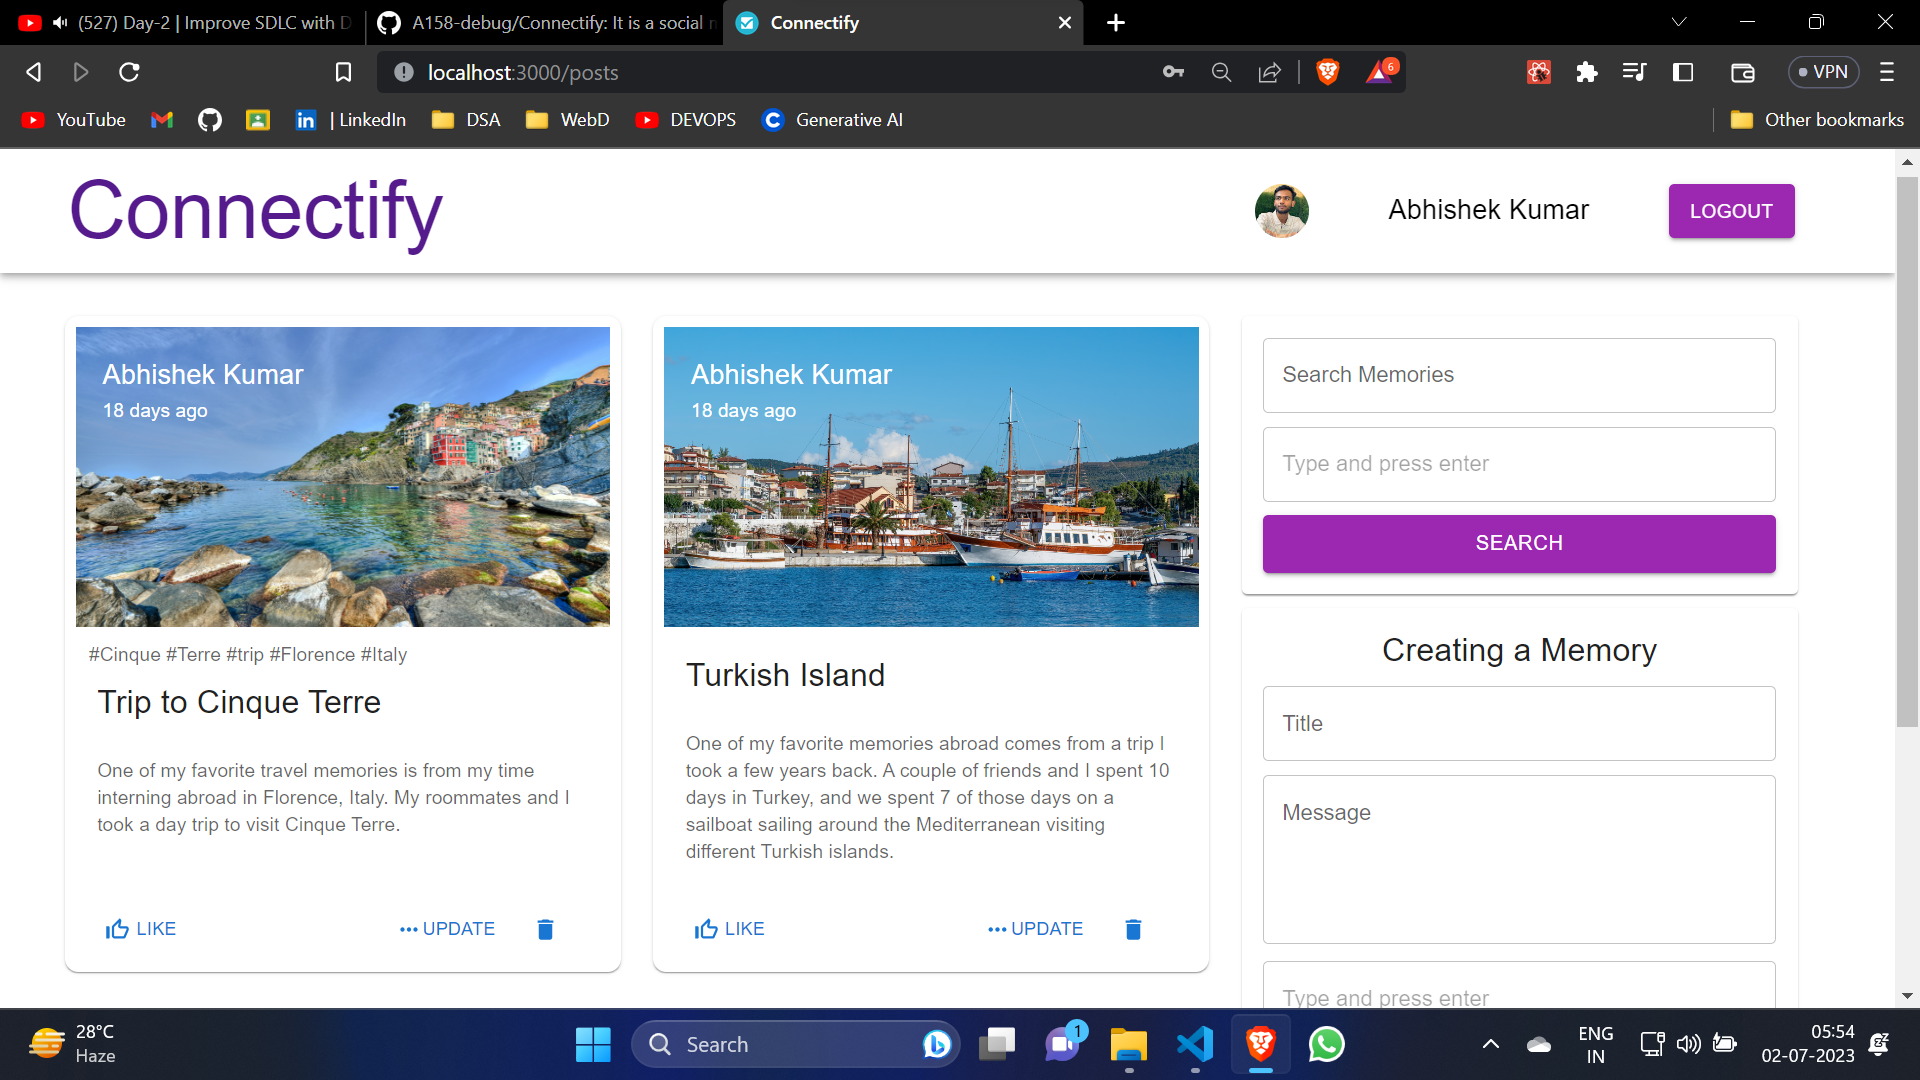 (527) Day-2 | Improve SDLC with D
A158-debug/Connectify: It is a social m
Connectify
localhost:3000/posts
6
VPN
YouTube
| LinkedIn
DSA
WebD
DEVOPS
Generative AI
Other bookmarks
Connectify
Abhishek Kumar
LOGOUT
Abhishek Kumar
18 days ago
#Cinque #Terre #trip #Florence #Italy
Trip to Cinque Terre
One of my favorite travel memories is from my time
interning abroad in Florence, Italy. My roommates and I
took a day trip to visit Cinque Terre.
LIKE
UPDATE
Abhishek Kumar
18 days ago
Turkish Island
One of my favorite memories abroad comes from a trip I
took a few years back. A couple of friends and I spent 10
days in Turkey, and we spent 7 of those days on a
sailboat sailing around the Mediterranean visiting
different Turkish islands.
LIKE
UPDATE
Search Memories
Type and press enter
SEARCH
Creating a Memory
Title
Message
Type and press enter
28°C
Haze
Search
1
ENG
IN
05:54
02-07-2023